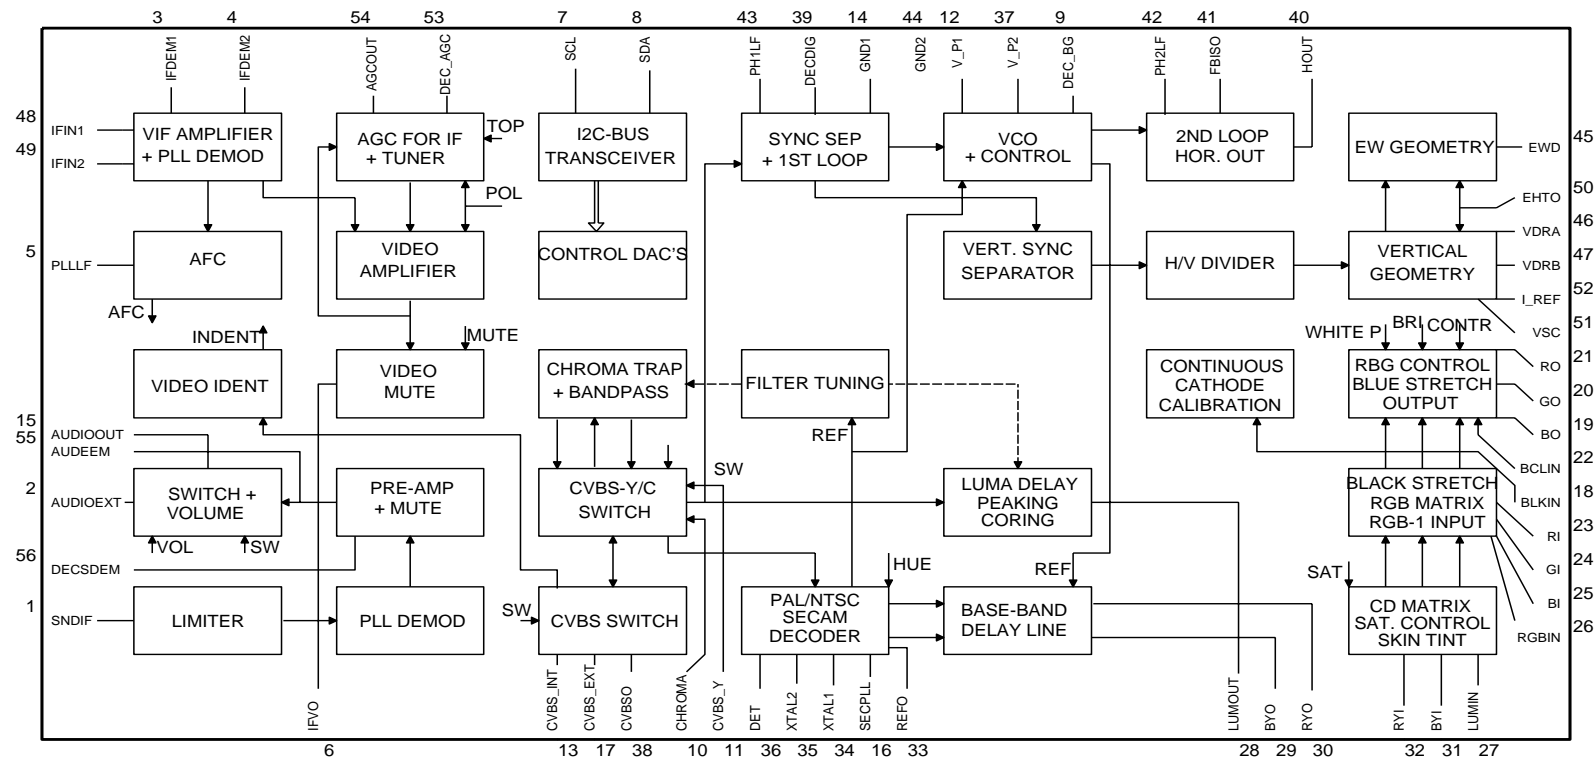 3 4 54 53 7 8 43 39 14 44 12 37 9 42 41 40
IFDEM1 IFDEM2 AGCOUT DEC_AGC SCL SDA PH1LF DECDIG GND1 GND2 V_P1 V_P2 DEC_BG PH2LF FBISO HOUT
48
IFIN1
49
IFIN2
VIF AMPLIFIER
+ PLL DEMOD
AGC FOR IF
+ TUNER
TOP
I2C-BUS
TRANSCEIVER
SYNC SEP
+ 1ST LOOP
VCO
+ CONTROL
2ND LOOP
HOR. OUT
EW GEOMETRY
45
EWD
POL
50
EHTO
46
5
PLLLF
AFC
VIDEO
AMPLIFIER
CONTROL DAC'S
VERT. SYNC
SEPARATOR
H/V DIVIDER
VERTICAL
GEOMETRY
VDRA
47
VDRB
52
I_REF
51
VSC
AFC
INDENT
MUTE
WHITE P
BRI
CONTR
VIDEO IDENT
VIDEO
MUTE
CHROMA TRAP
+ BANDPASS
FILTER TUNING
CONTINUOUS
CATHODE
CALIBRATION
RBG CONTROL
BLUE STRETCH
OUTPUT
21
RO
20
GO
19
BO
15
55
AUDIOOUT
AUDEEM
REF
SW
22
BCLIN
2
AUDIOEXT
SWITCH +
VOLUME
PRE-AMP
+ MUTE
CVBS-Y/C
SWITCH
LUMA DELAY
PEAKING
CORING
BLACK STRETCH
RGB MATRIX
RGB-1 INPUT
18
BLKIN
23
RI
VOL
SW
56
DECSDEM
HUE
REF
SAT
24
GI
1
SNDIF
LIMITER
PLL DEMOD
SW
CVBS SWITCH
PAL/NTSC
SECAM
DECODER
BASE-BAND
DELAY LINE
CD MATRIX
SAT. CONTROL
SKIN TINT
25
BI
26
RGBIN
IFVO CVBS_INT CVBS_EXT CVBSO CHROMA CVBS_Y DET XTAL2 XTAL1 SECPLL REFO LUMOUT BYO RYO RYI BYI LUMIN
6 13 17 38 10 11 36 35 34 16 33 28 29 30 32 31 27